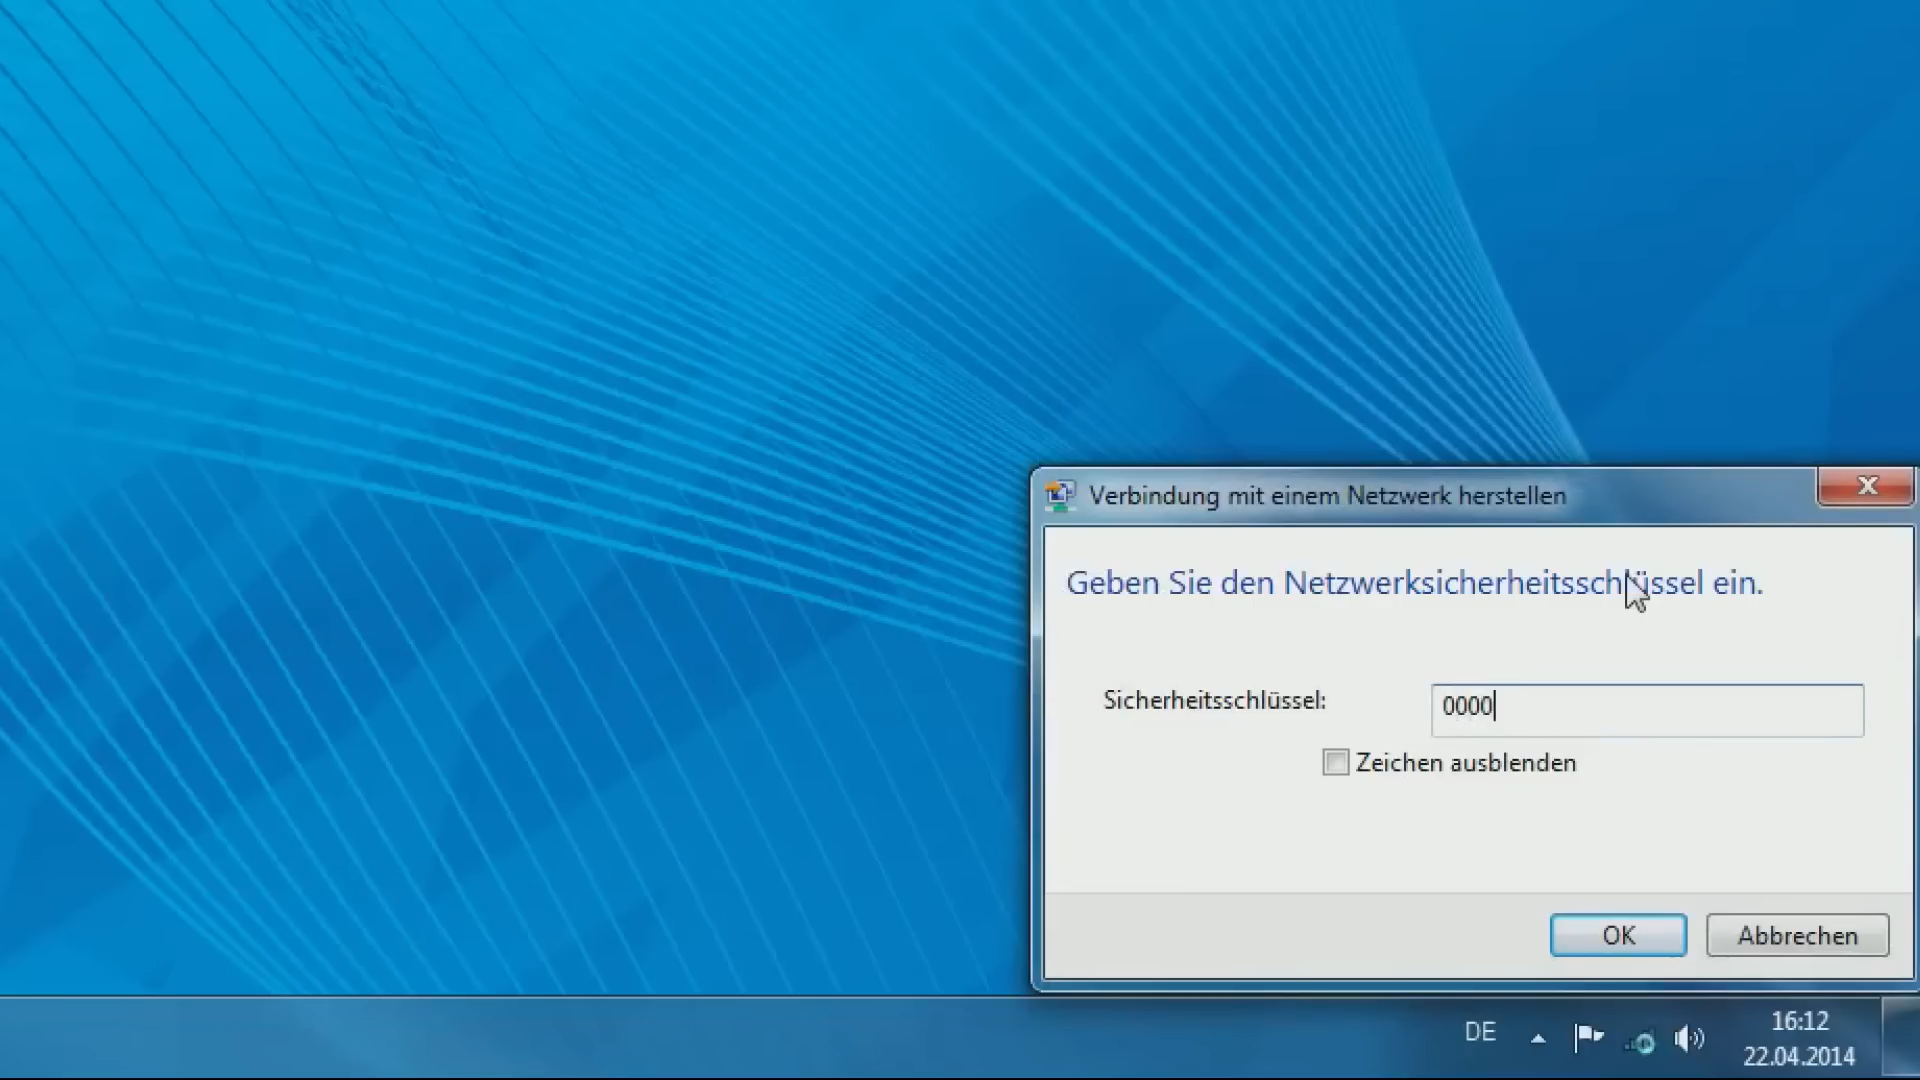 Verbindung mit einem Netzwerk herstellen
Geben Sie den Netzwerksicherheitsschlüssel ein.
Sicherheitsschlüssel: 0000
Zeichen ausblenden
OK Abbrechen
DE 16:12
22.04.2014